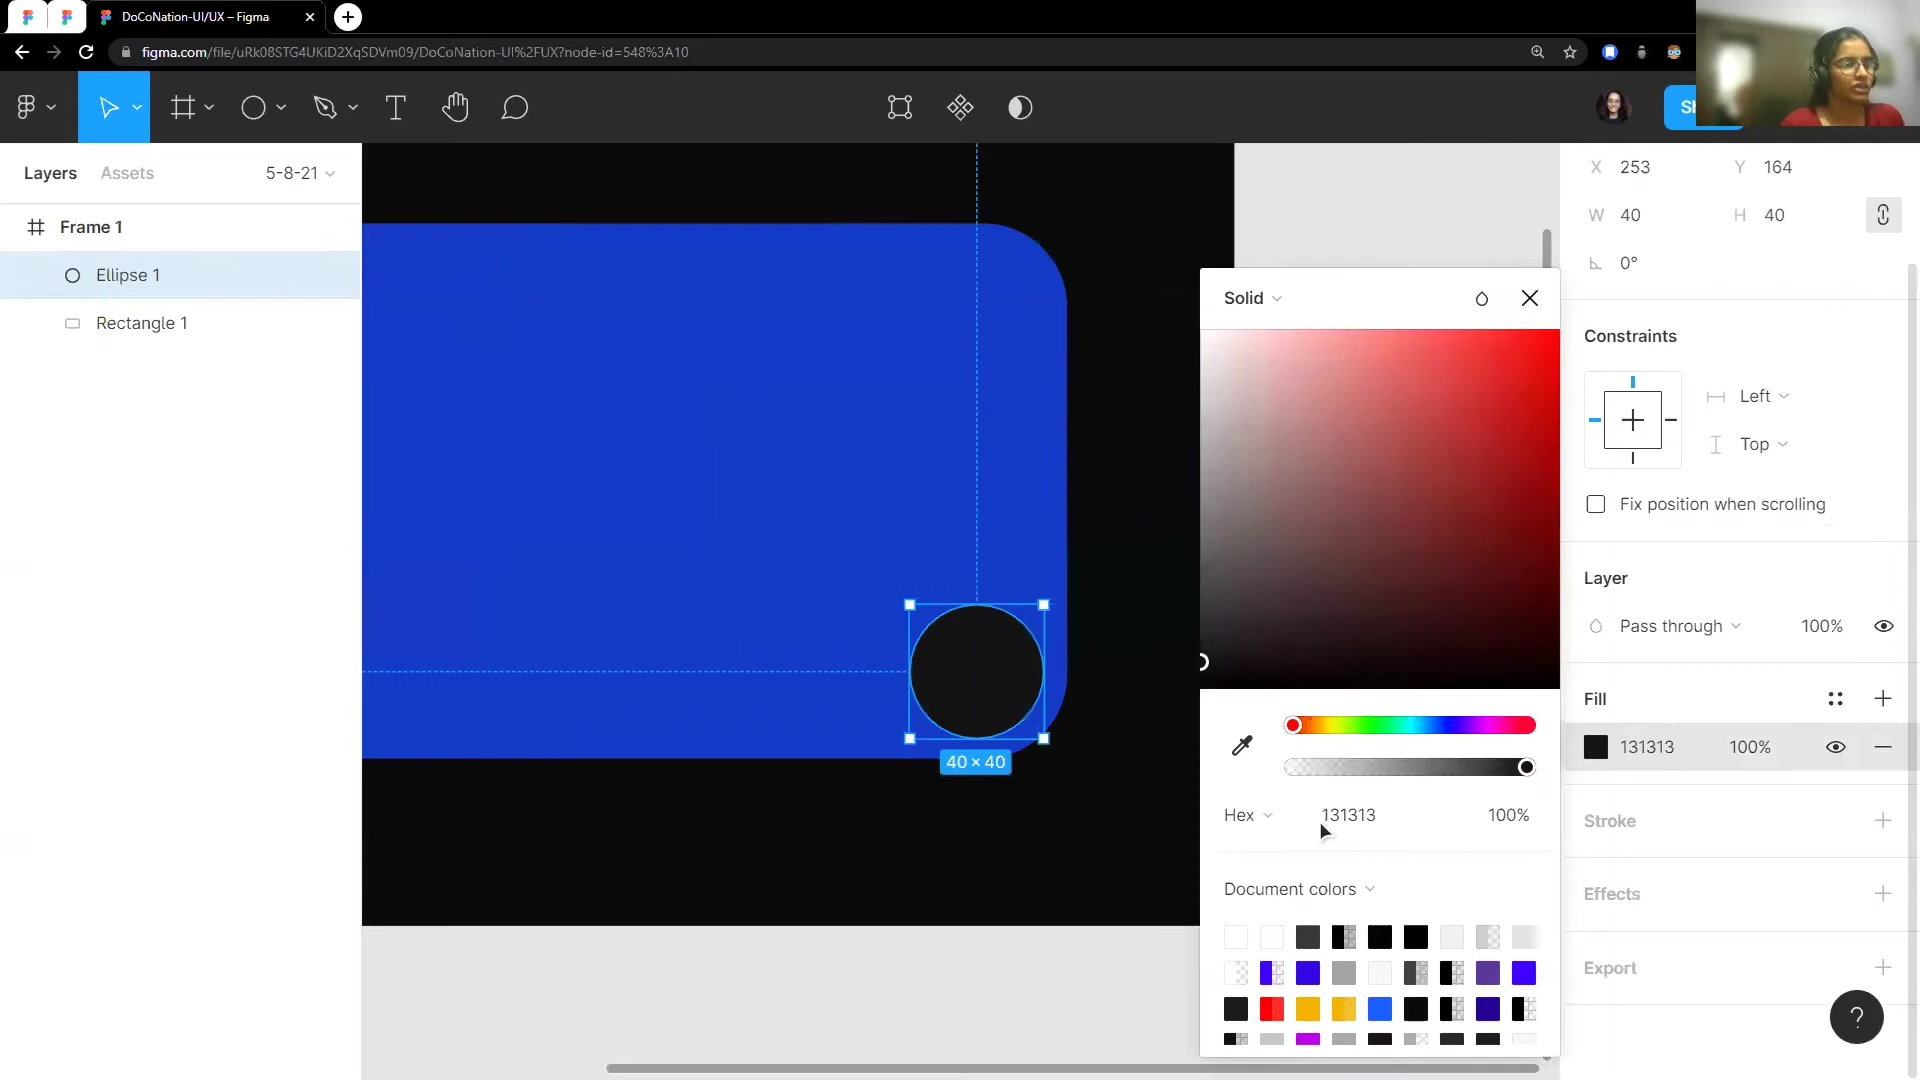 DoCoNation-UI/UX – Figma
figma.com/file/uRk08STG4UKiD2XqSDVm09/DoCoNation-UI%2FUX?node-id=548%3A10
Layers Assets 5-8-21
Frame 1
Ellipse 1
Rectangle 1
40 × 40
Solid
Hex 131313 100%
Document colors
X 253 Y 164
W 40 H 40
0°
Constraints
Left
Top
Fix position when scrolling
Layer
Pass through 100%
Fill
131313 100%
Stroke
Effects
Export
?